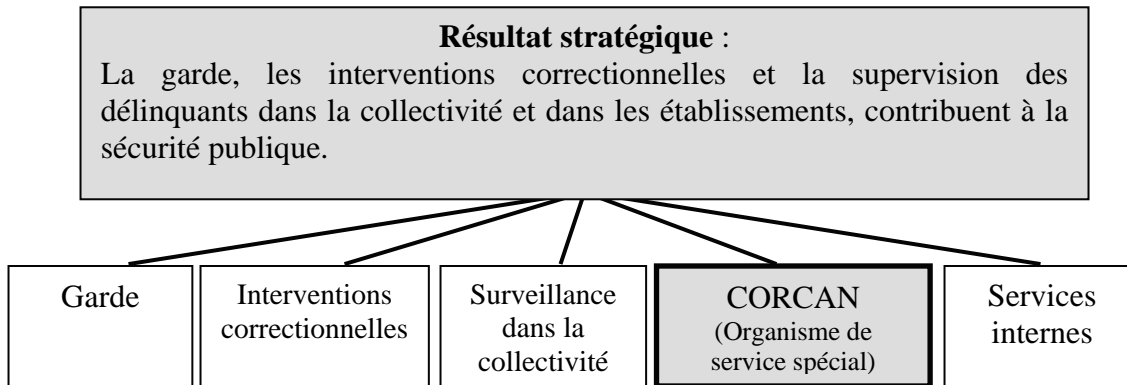 Résultat stratégique :
La garde, les interventions correctionnelles et la supervision des
délinquants dans la collectivité et dans les établissements, contribuent à la
sécurité publique.
Garde
Interventions
correctionnelles
Surveillance
dans la
collectivité
CORCAN
(Organisme de
service spécial)
Services
internes